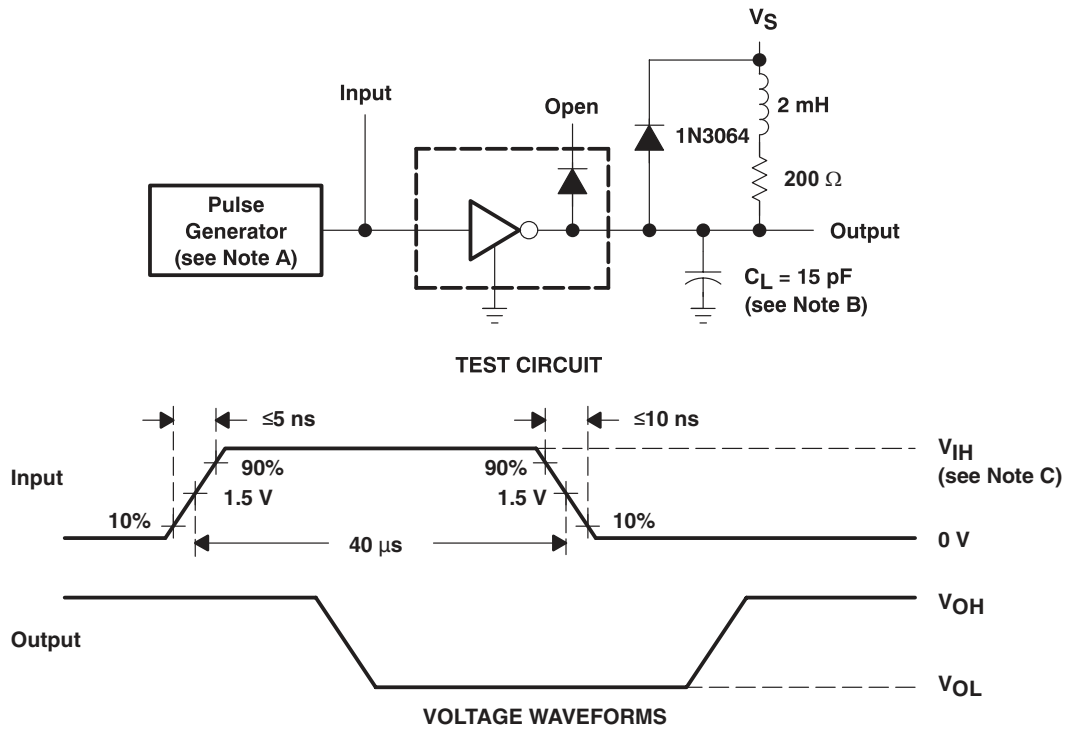 VS
Input
Open
2 mH
1N3064
200 Ω
Pulse
Generator
(see Note A)
Output
CL = 15 pF
(see Note B)
TEST CIRCUIT
≤5 ns
≤10 ns
Input
90%
90%
VIH
(see Note C)
1.5 V
1.5 V
10%
10%
40 μs
0 V
VOH
Output
VOL
VOLTAGE WAVEFORMS